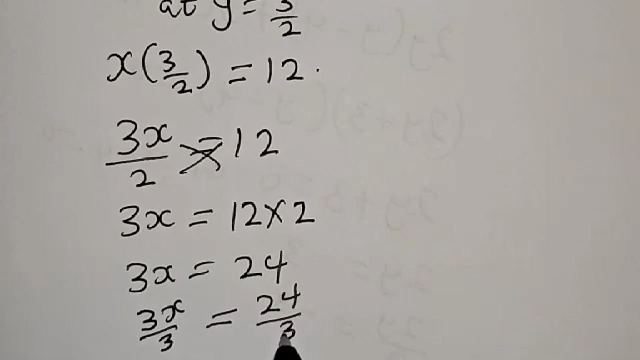 at y = 3/2
x(3/2) = 12.
3x/2 = 12
3x = 12×2
3x = 24
3x/3 = 24/3